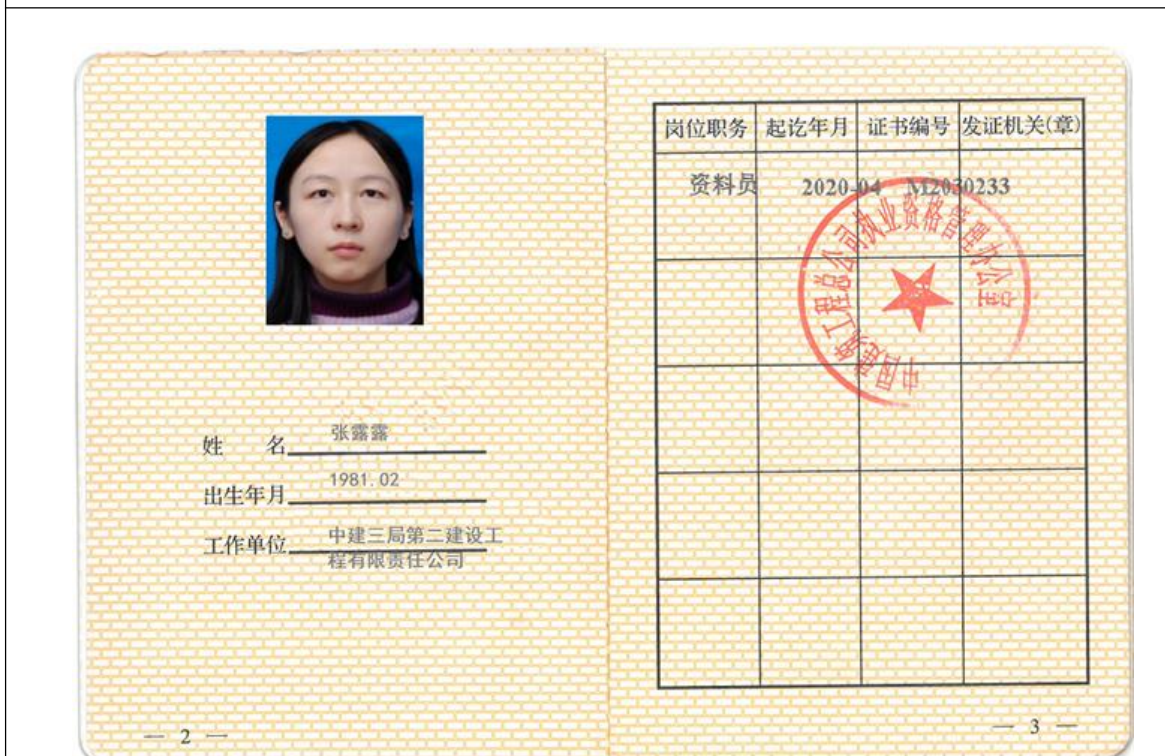 姓 名 张露露
出生年月 1981.02
工作单位 中建三局第二建设工
程有限责任公司
— 2 —
岗位职务 起讫年月 证书编号 发证机关(章)
资料员 2020-04 M2030233
中国建筑工程总公司执业资格管理办公室
— 3 —